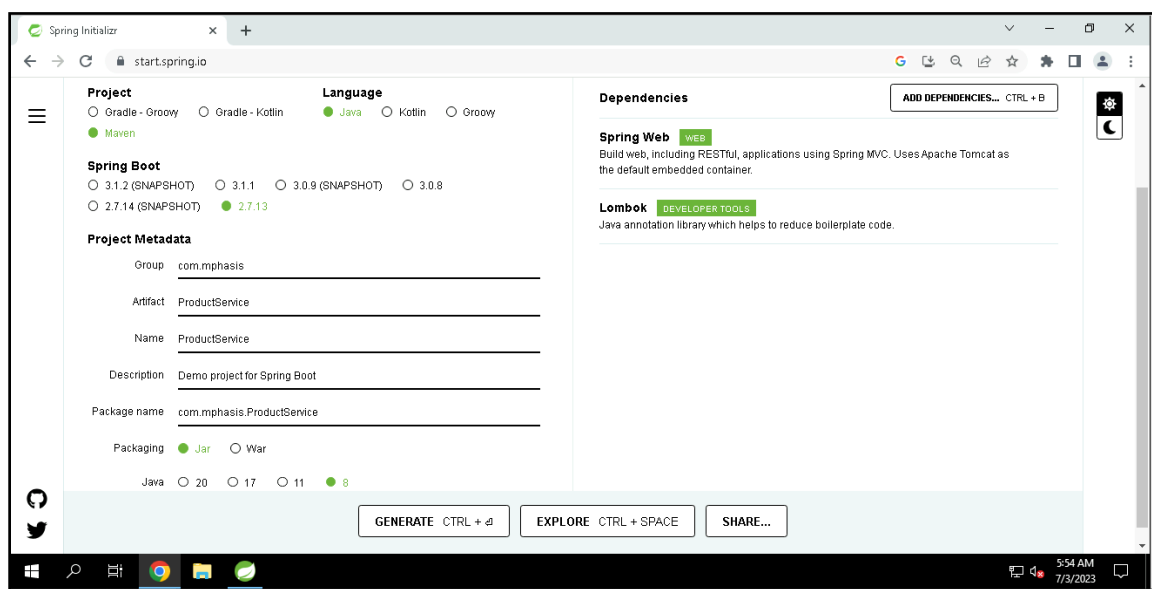 Spring Initializr
start.spring.io
Project
Gradle - Groovy Gradle - Kotlin
Maven
Language
Java Kotlin Groovy
Spring Boot
3.1.2 (SNAPSHOT) 3.1.1 3.0.9 (SNAPSHOT) 3.0.8
2.7.14 (SNAPSHOT) 2.7.13
Project Metadata
Group com.mphasis
Artifact ProductService
Name ProductService
Description Demo project for Spring Boot
Package name com.mphasis.ProductService
Packaging Jar War
Java 20 17 11 8
Dependencies
ADD DEPENDENCIES... CTRL + B
Spring Web WEB
Build web, including RESTful, applications using Spring MVC. Uses Apache Tomcat as
the default embedded container.
Lombok DEVELOPER TOOLS
Java annotation library which helps to reduce boilerplate code.
GENERATE CTRL + ⏎ EXPLORE CTRL + SPACE SHARE...
5:54 AM
7/3/2023